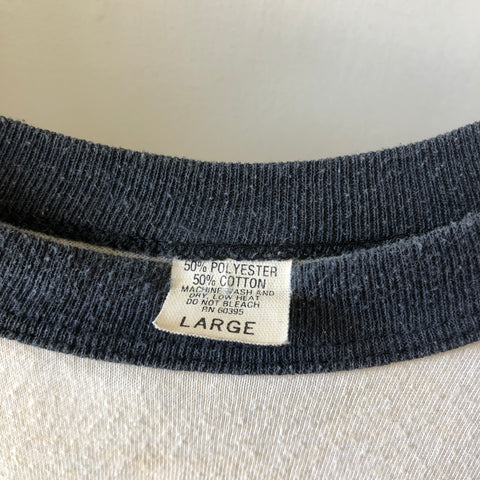 50% POLYESTER
50% COTTON
MACHINE WASH AND
DRY, LOW HEAT
DO NOT BLEACH
RN 60395
LARGE